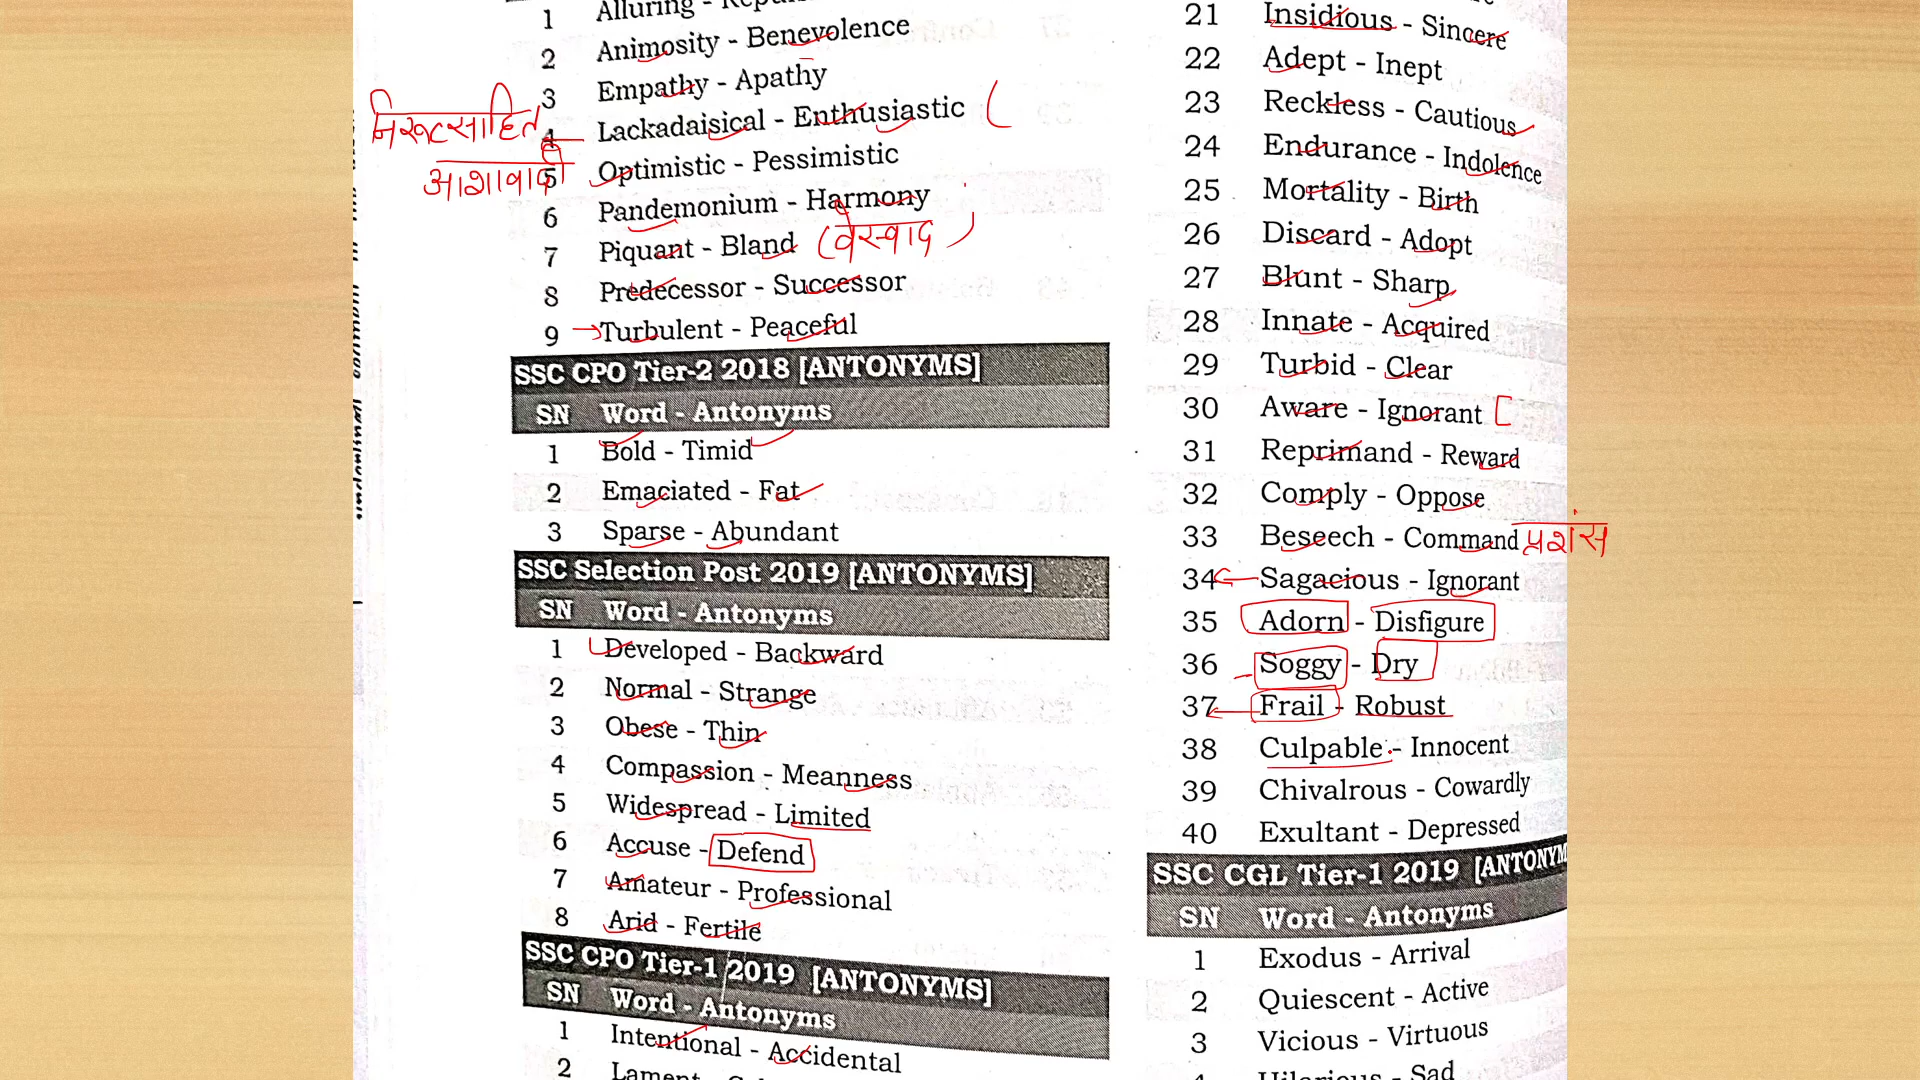 1 Alluring -
2 Animosity - Benevolence
3 Empathy - Apathy
निरूत्साहित 4 Lackadaisical - Enthusiastic (
आशावादी 5 Optimistic - Pessimistic
6 Pandemonium - Harmony
7 Piquant - Bland (बेस्वाद )
8 Predecessor - Successor
9 Turbulent - Peaceful
SSC CPO Tier-2 2018 [ANTONYMS]
SN Word - Antonyms
1 Bold - Timid
2 Emaciated - Fat
3 Sparse - Abundant
SSC Selection Post 2019 [ANTONYMS]
SN Word - Antonyms
1 Developed - Backward
2 Normal - Strange
3 Obese - Thin
4 Compassion - Meanness
5 Widespread - Limited
6 Accuse - Defend
7 Amateur - Professional
8 Arid - Fertile
SSC CPO Tier-1 2019 [ANTONYMS]
SN Word - Antonyms
1 Intentional - Accidental
2 Lament -
21 Insidious - Sincere
22 Adept - Inept
23 Reckless - Cautious
24 Endurance - Indolence
25 Mortality - Birth
26 Discard - Adopt
27 Blunt - Sharp
28 Innate - Acquired
29 Turbid - Clear
30 Aware - Ignorant [
31 Reprimand - Reward
32 Comply - Oppose
33 Beseech - Command प्रशंस
34 Sagacious - Ignorant
35 Adorn - Disfigure
36 Soggy - Dry
37 Frail - Robust
38 Culpable - Innocent
39 Chivalrous - Cowardly
40 Exultant - Depressed
SSC CGL Tier-1 2019 [ANTONYM
SN Word - Antonyms
1 Exodus - Arrival
2 Quiescent - Active
3 Vicious - Virtuous
4 Hilarious - Sad